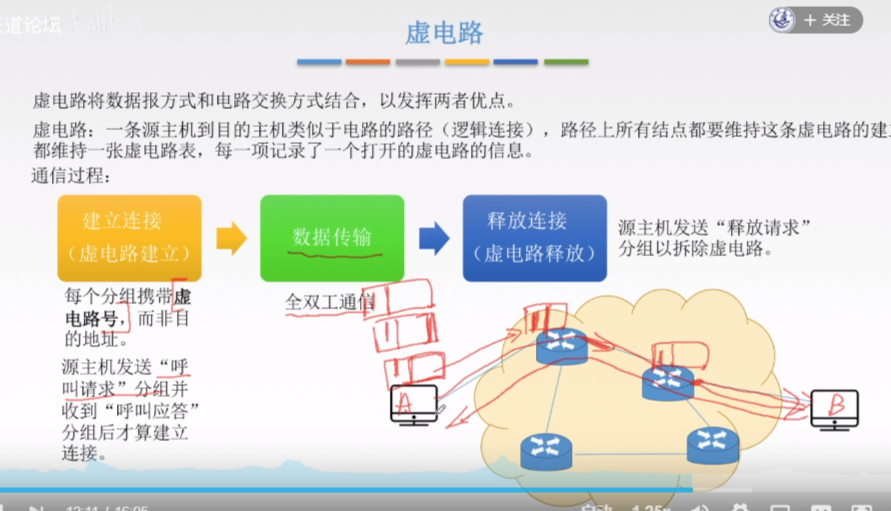 道论坛
+ 关注
虚电路
虚电路将数据报方式和电路交换方式结合，以发挥两者优点。
虚电路：一条源主机到目的主机类似于电路的路径（逻辑连接），路径上所有结点都要维持这条虚电路的建
都维持一张虚电路表，每一项记录了一个打开的虚电路的信息。
通信过程：
建立连接
（虚电路建立）
数据传输
释放连接
（虚电路释放）
源主机发送“释放请求”
分组以拆除虚电路。
每个分组携带虚
电路号，而非目
的地址。
全双工通信
源主机发送“呼
叫请求”分组并
收到“呼叫应答”
分组后才算建立
连接。
A
B